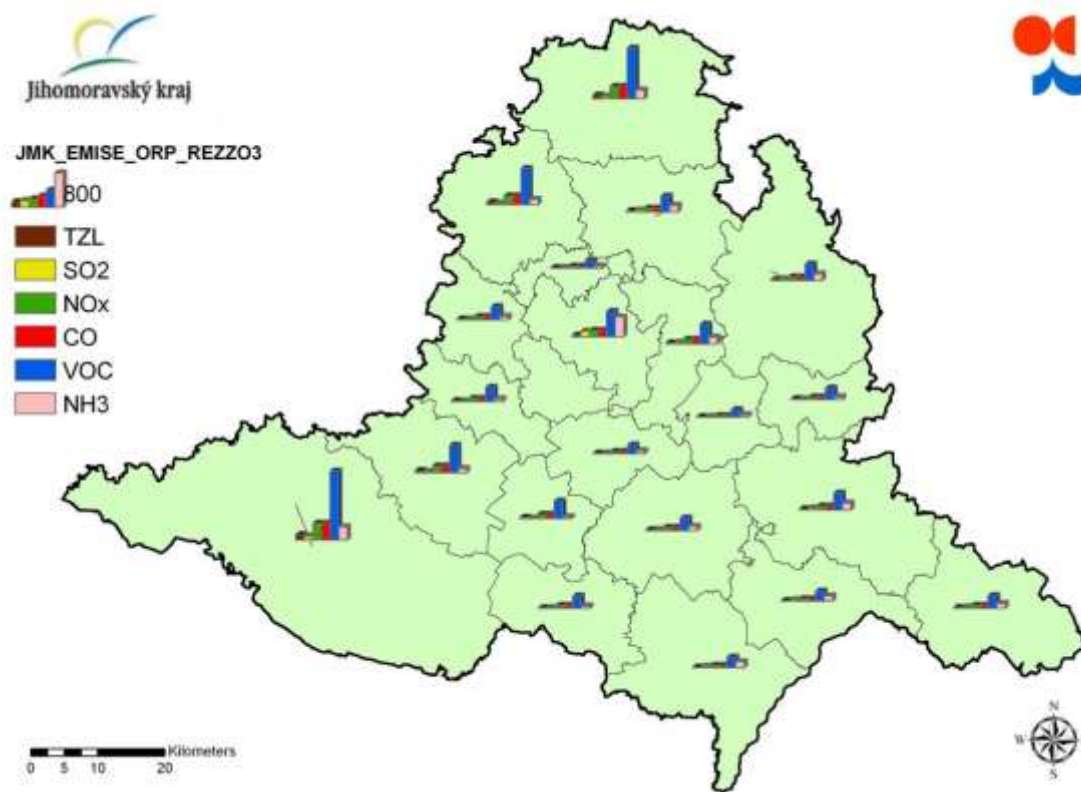 Jihomoravský kraj
JMK_EMISE_ORP_REZZO3
800
TZL
SO2
NOx
CO
VOC
NH3
Kilometers
0 5 10 20
N
W E
S